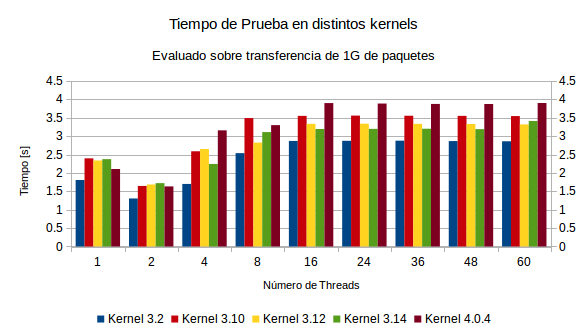 Tiempo de Prueba en distintos kernels
Evaluado sobre transferencia de 1G de paquetes
4.5 4.5
4 4
3.5 3.5
3 3
2.5 2.5
2 2
1.5 1.5
1 1
0.5 0.5
0 0
Tiempo [s]
1 2 4 8 16 24 36 48 60
Número de Threads
Kernel 3.2 Kernel 3.10 Kernel 3.12 Kernel 3.14 Kernel 4.0.4